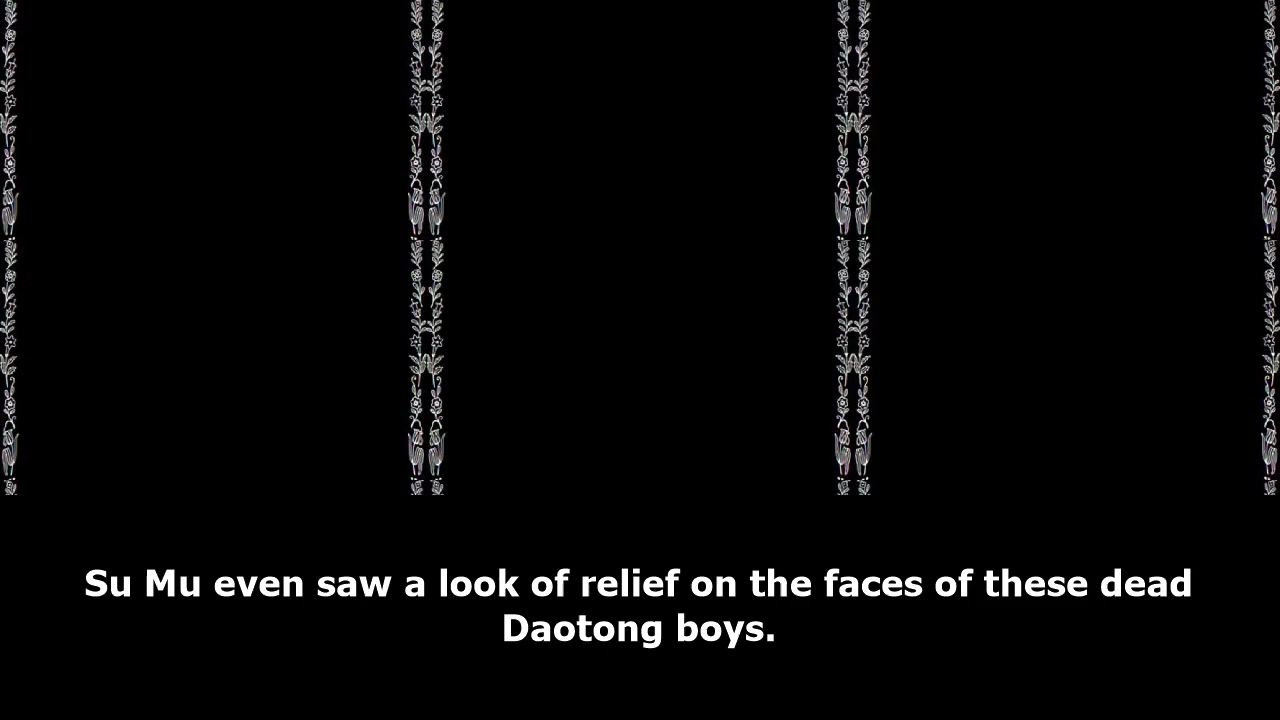 Su Mu even saw a look of relief on the faces of these dead
Daotong boys.